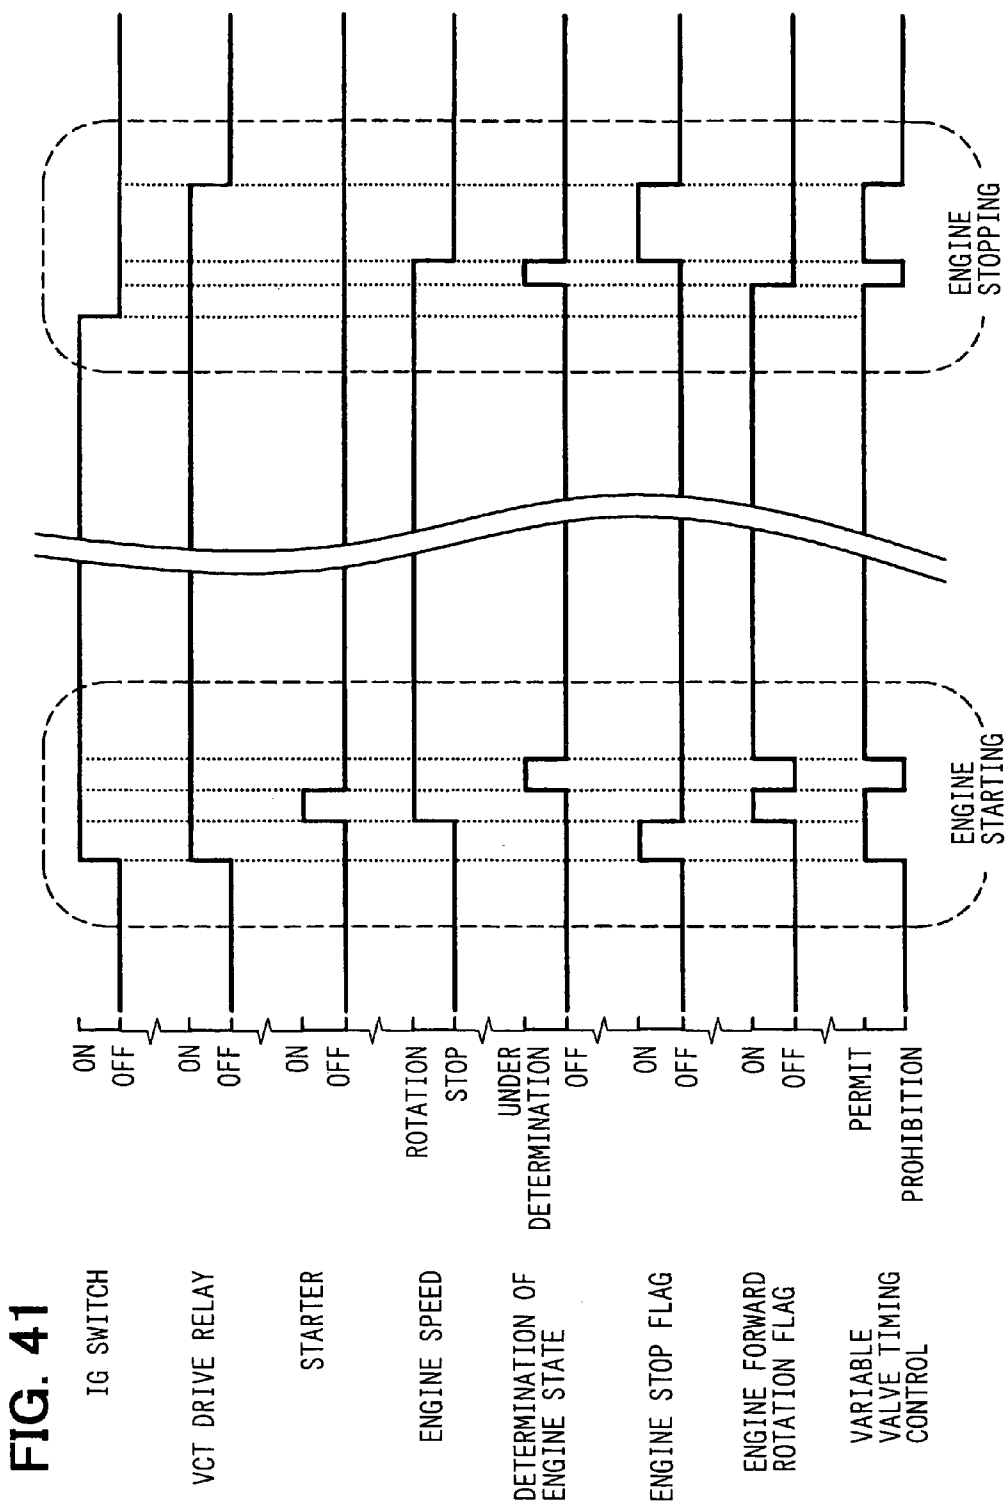 FIG. 41
IG SWITCH
ON
OFF
VCT DRIVE RELAY
ON
OFF
STARTER
ON
OFF
ENGINE SPEED
ROTATION
STOP
DETERMINATION OF
ENGINE STATE
UNDER
DETERMINATION
OFF
ENGINE STOP FLAG
ON
OFF
ENGINE FORWARD
ROTATION FLAG
ON
OFF
VARIABLE
VALVE TIMING
CONTROL
PERMIT
PROHIBITION
ENGINE
STARTING
ENGINE
STOPPING